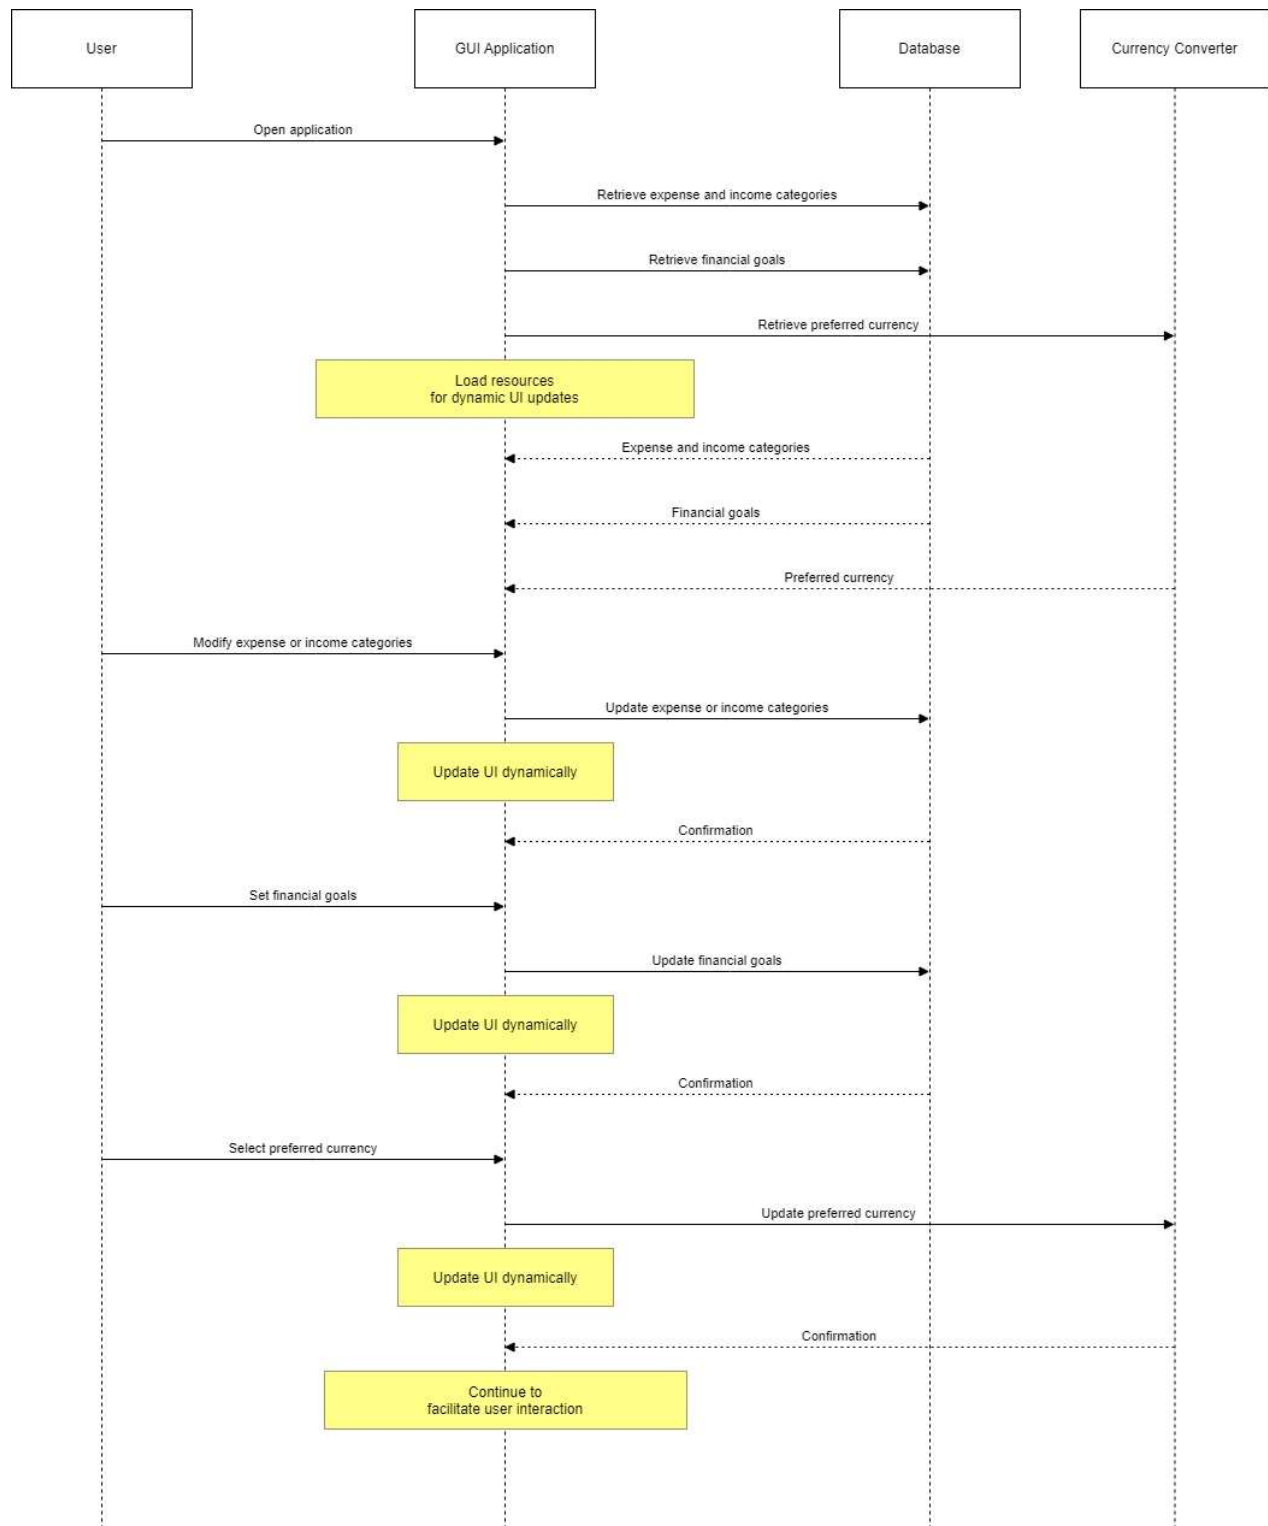 User
GUI Application
Database
Currency Converter
Open application
Retrieve expense and income categories
Retrieve financial goals
Retrieve preferred currency
Load resources
for dynamic UI updates
Expense and income categories
Financial goals
Preferred currency
Modify expense or income categories
Update expense or income categories
Update UI dynamically
Confirmation
Set financial goals
Update financial goals
Update UI dynamically
Confirmation
Select preferred currency
Update preferred currency
Update UI dynamically
Confirmation
Continue to
facilitate user interaction